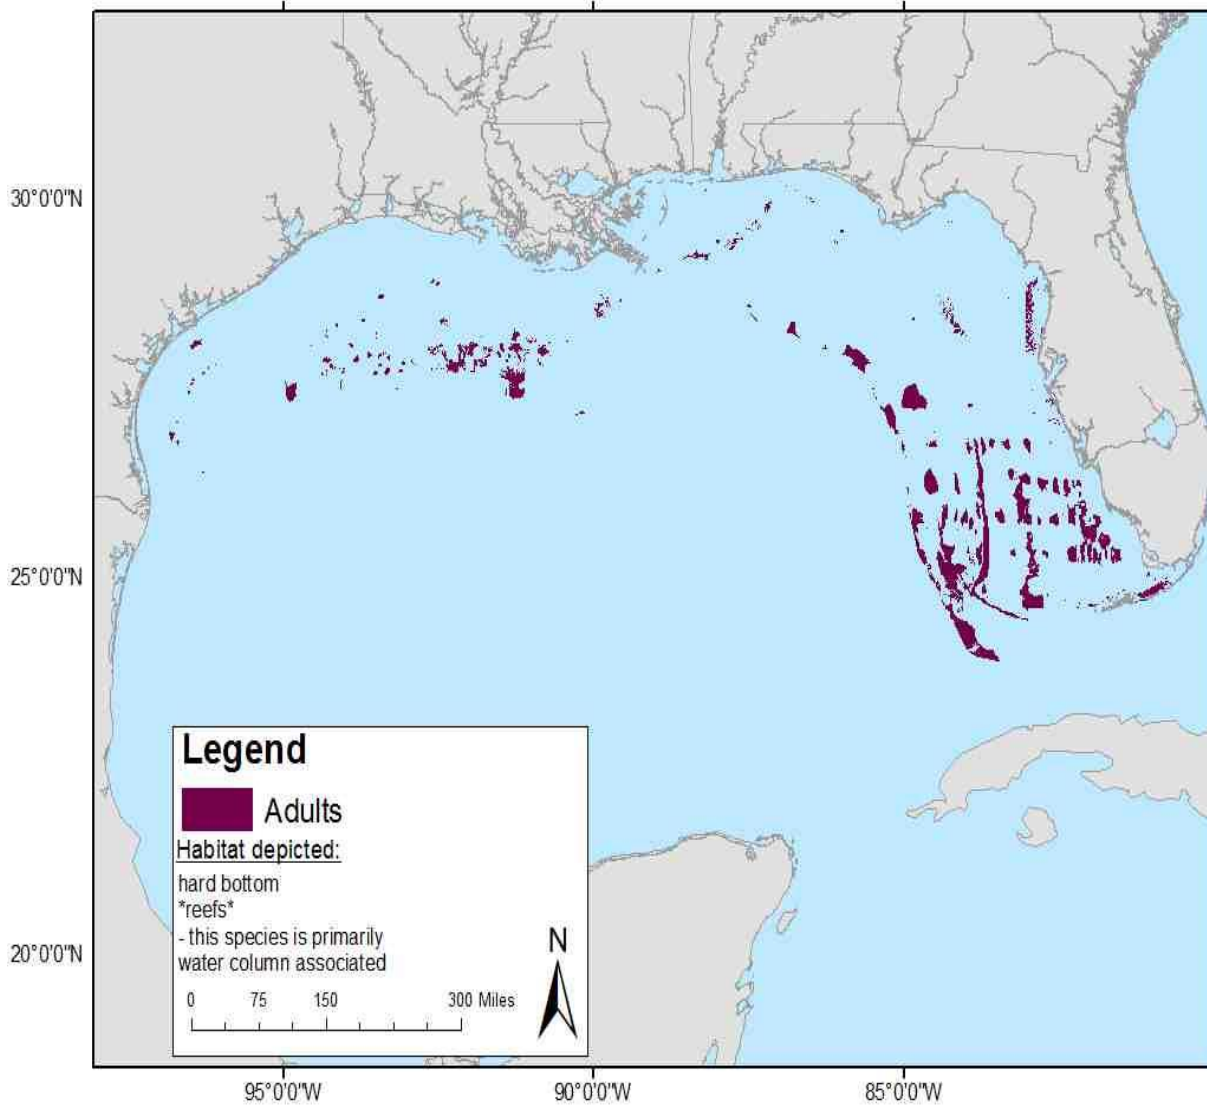 30°0'0"N
25°0'0"N
20°0'0"N
Legend
Adults
Habitat depicted:
hard bottom
*reefs*
- this species is primarily
water column associated
N
0 75 150 300 Miles
95°0'0"W 90°0'0"W 85°0'0"W